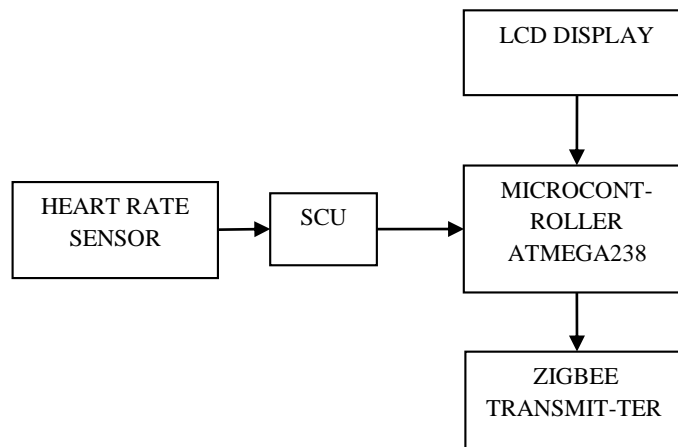 LCD DISPLAY
HEART RATE
SENSOR
SCU
MICROCONT-
ROLLER
ATMEGA238
ZIGBEE
TRANSMIT-TER